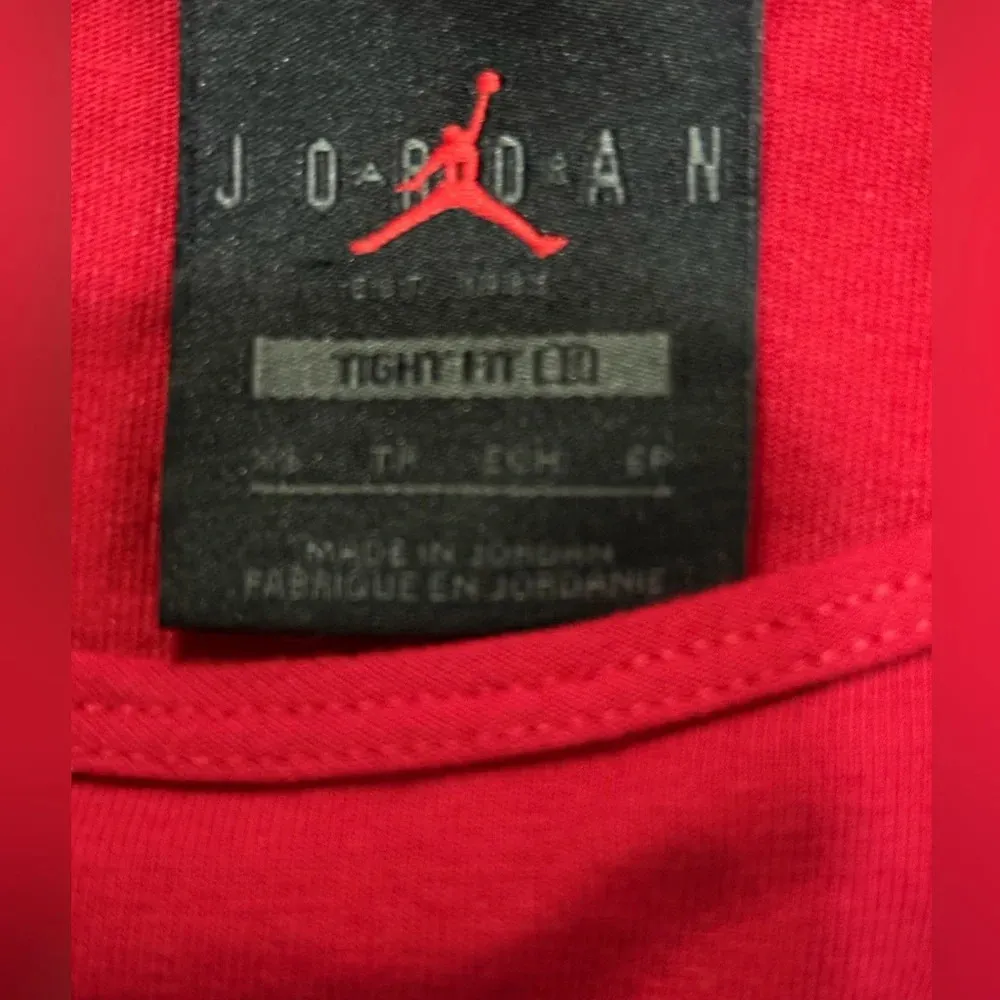 JORDAN
TIGHT FIT
XS TP ECH EP
MADE IN JORDAN
FABRIQUE EN JORDANIE